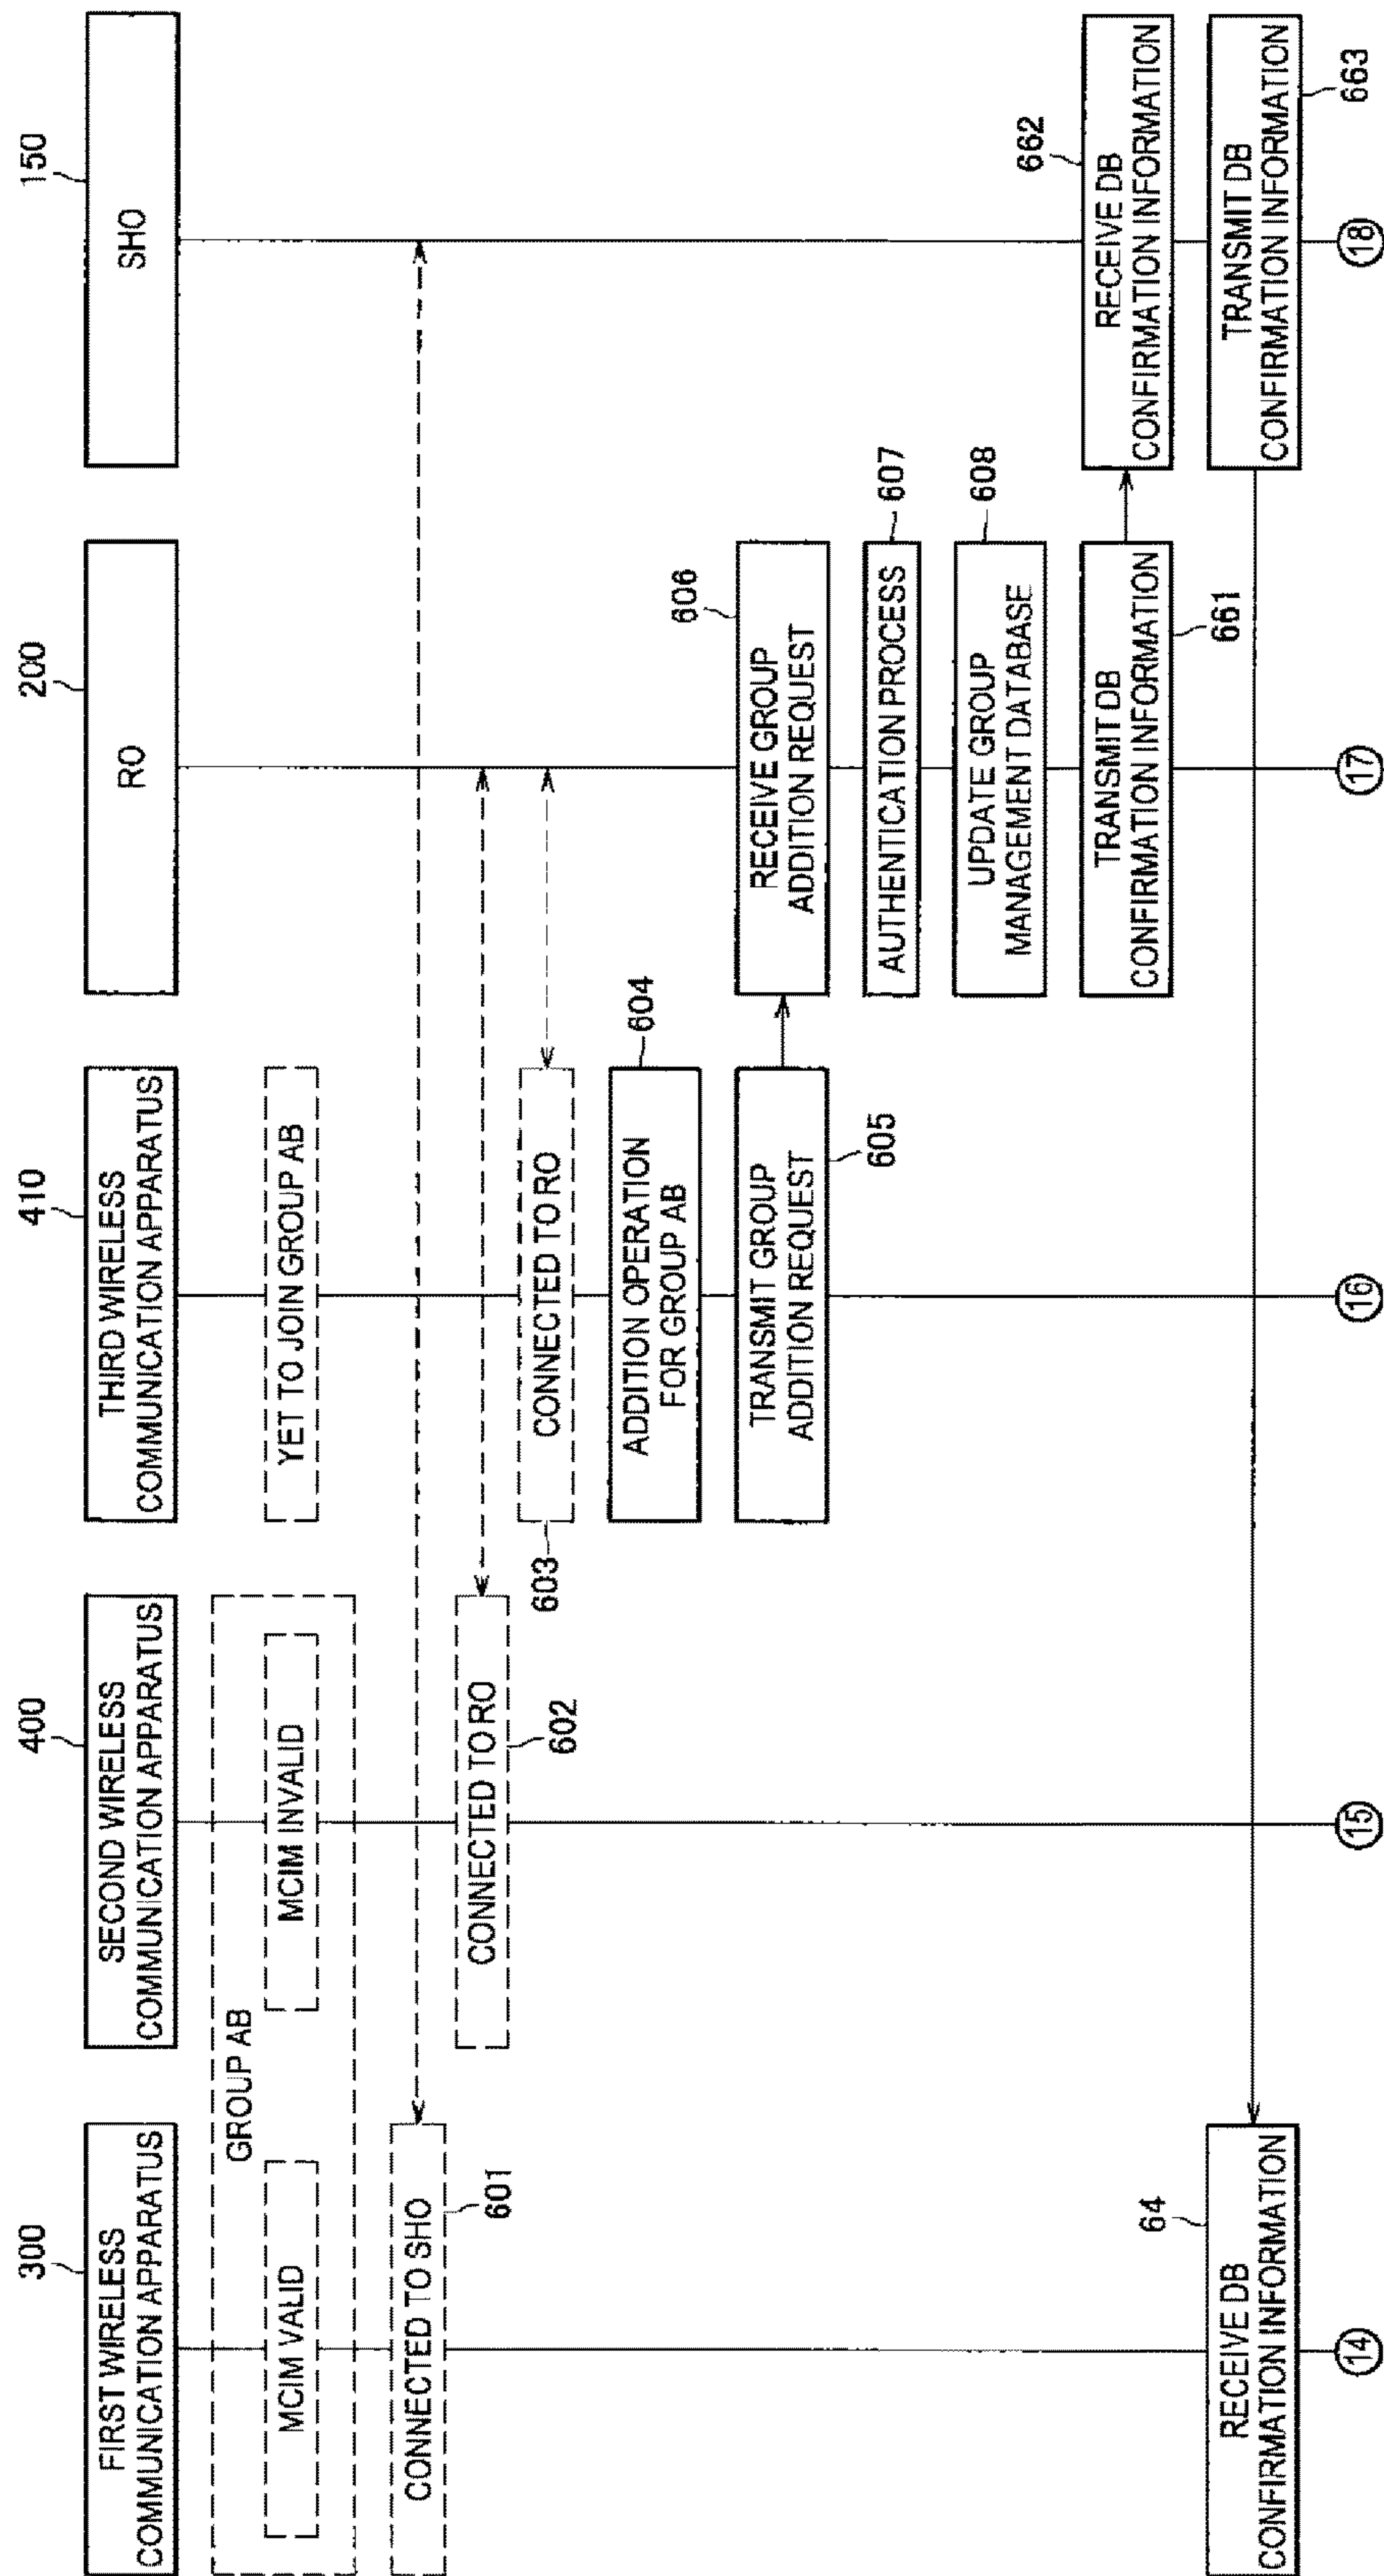 300
FIRST WIRELESS
COMMUNICATION APPARATUS
400
SECOND WIRELESS
COMMUNICATION APPARATUS
410
THIRD WIRELESS
COMMUNICATION APPARATUS
200
RO
150
SHO
GROUP AB
MCIM VALID
MCIM INVALID
YET TO JOIN GROUP AB
CONNECTED TO SHO
601
CONNECTED TO RO
602
603
CONNECTED TO RO
604
ADDITION OPERATION
FOR GROUP AB
TRANSMIT GROUP
ADDITION REQUEST
605
606
RECEIVE GROUP
ADDITION REQUEST
607
AUTHENTICATION PROCESS
608
UPDATE GROUP
MANAGEMENT DATABASE
TRANSMIT DB
CONFIRMATION INFORMATION
661
662
RECEIVE DB
CONFIRMATION INFORMATION
TRANSMIT DB
CONFIRMATION INFORMATION
663
64
RECEIVE DB
CONFIRMATION INFORMATION
14
15
16
17
18